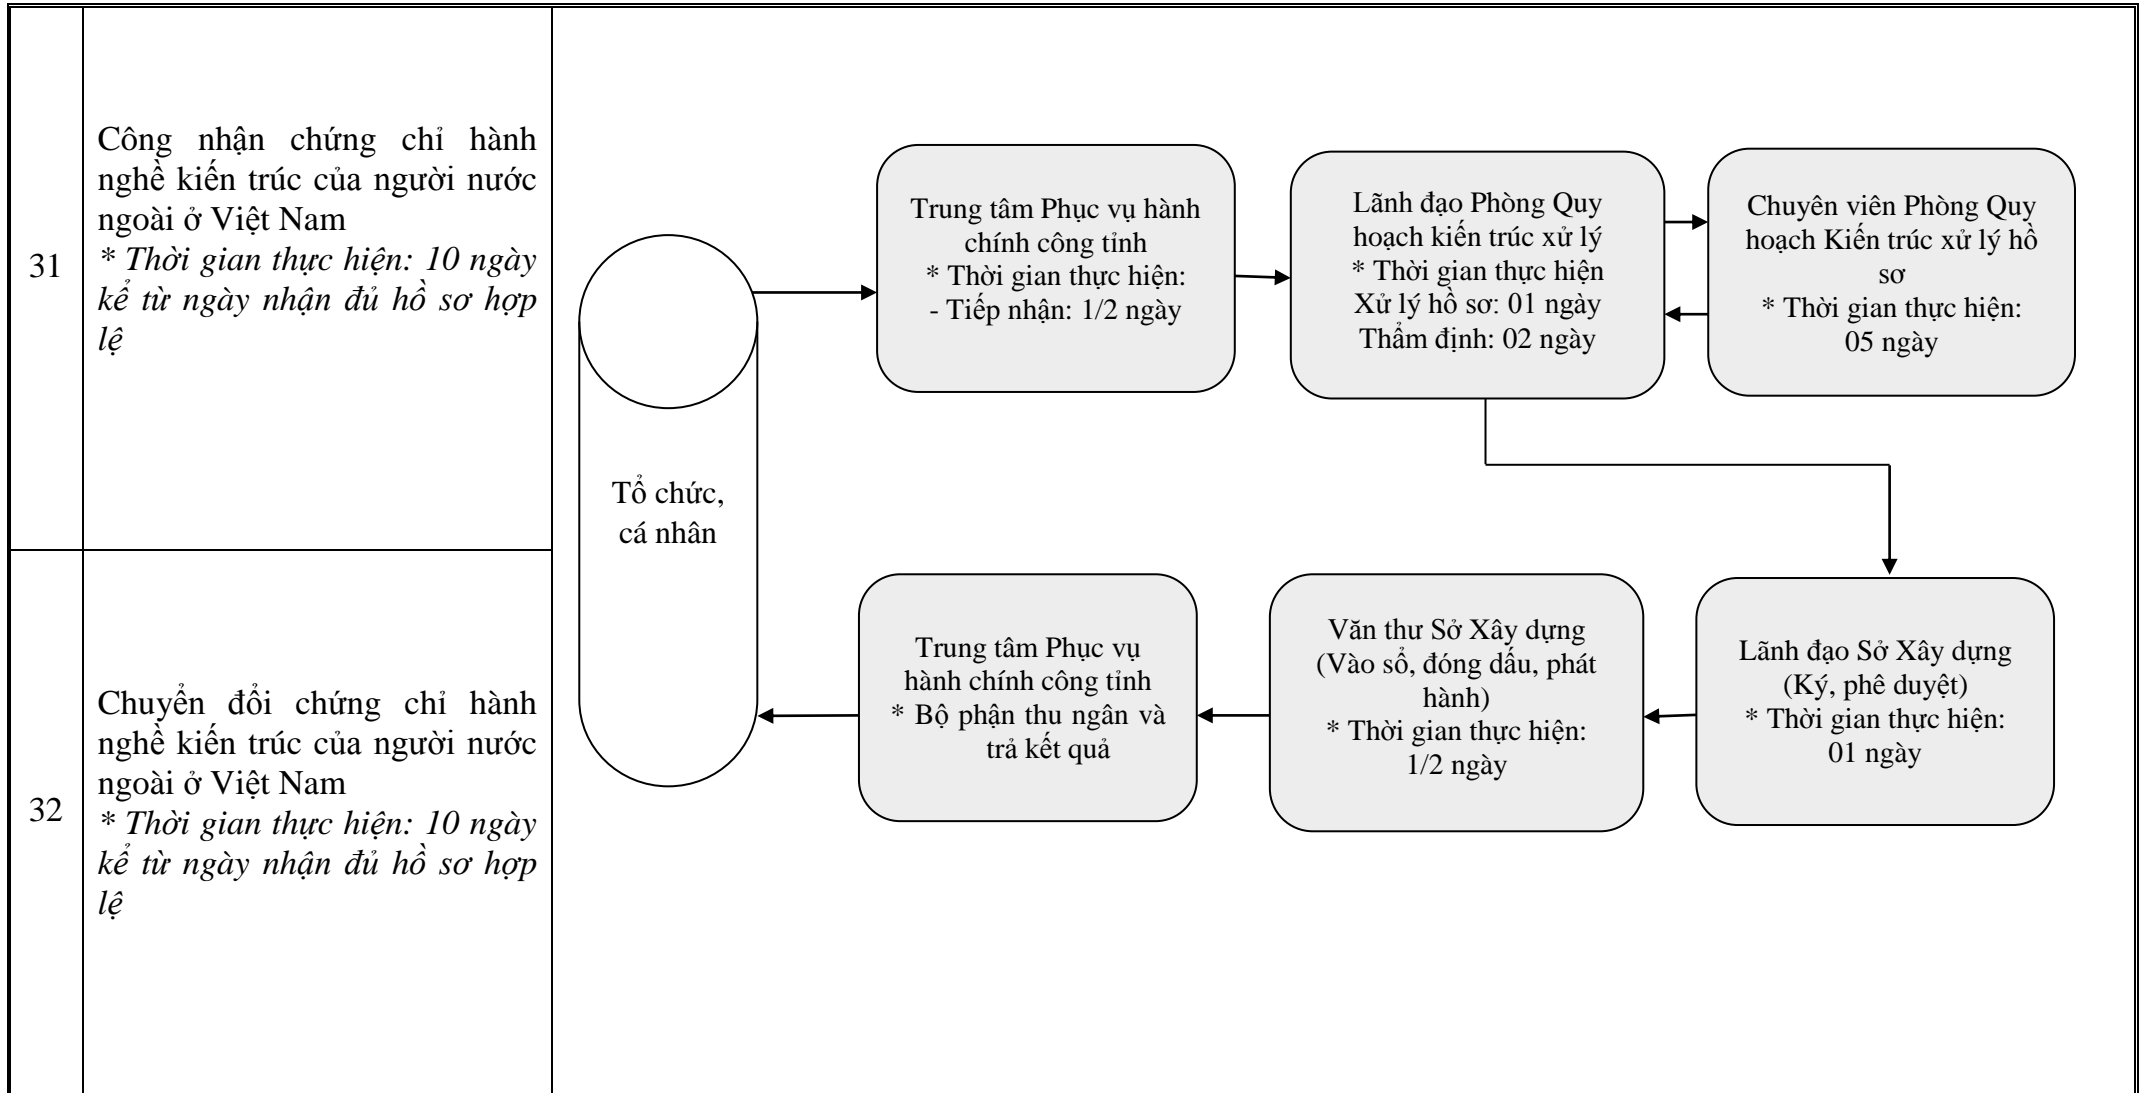 31
Công nhận chứng chỉ hành
nghề kiến trúc của người nước
ngoài ở Việt Nam
* Thời gian thực hiện: 10 ngày
kể từ ngày nhận đủ hồ sơ hợp
lệ
32
Chuyển đổi chứng chỉ hành
nghề kiến trúc của người nước
ngoài ở Việt Nam
* Thời gian thực hiện: 10 ngày
kể từ ngày nhận đủ hồ sơ hợp
lệ
Tổ chức,
cá nhân
Trung tâm Phục vụ hành
chính công tỉnh
* Thời gian thực hiện:
- Tiếp nhận: 1/2 ngày
Lãnh đạo Phòng Quy
hoạch kiến trúc xử lý
* Thời gian thực hiện
Xử lý hồ sơ: 01 ngày
Thẩm định: 02 ngày
Chuyên viên Phòng Quy
hoạch Kiến trúc xử lý hồ
sơ
* Thời gian thực hiện:
05 ngày
Trung tâm Phục vụ
hành chính công tỉnh
* Bộ phận thu ngân và
trả kết quả
Văn thư Sở Xây dựng
(Vào sổ, đóng dấu, phát
hành)
* Thời gian thực hiện:
1/2 ngày
Lãnh đạo Sở Xây dựng
(Ký, phê duyệt)
* Thời gian thực hiện:
01 ngày